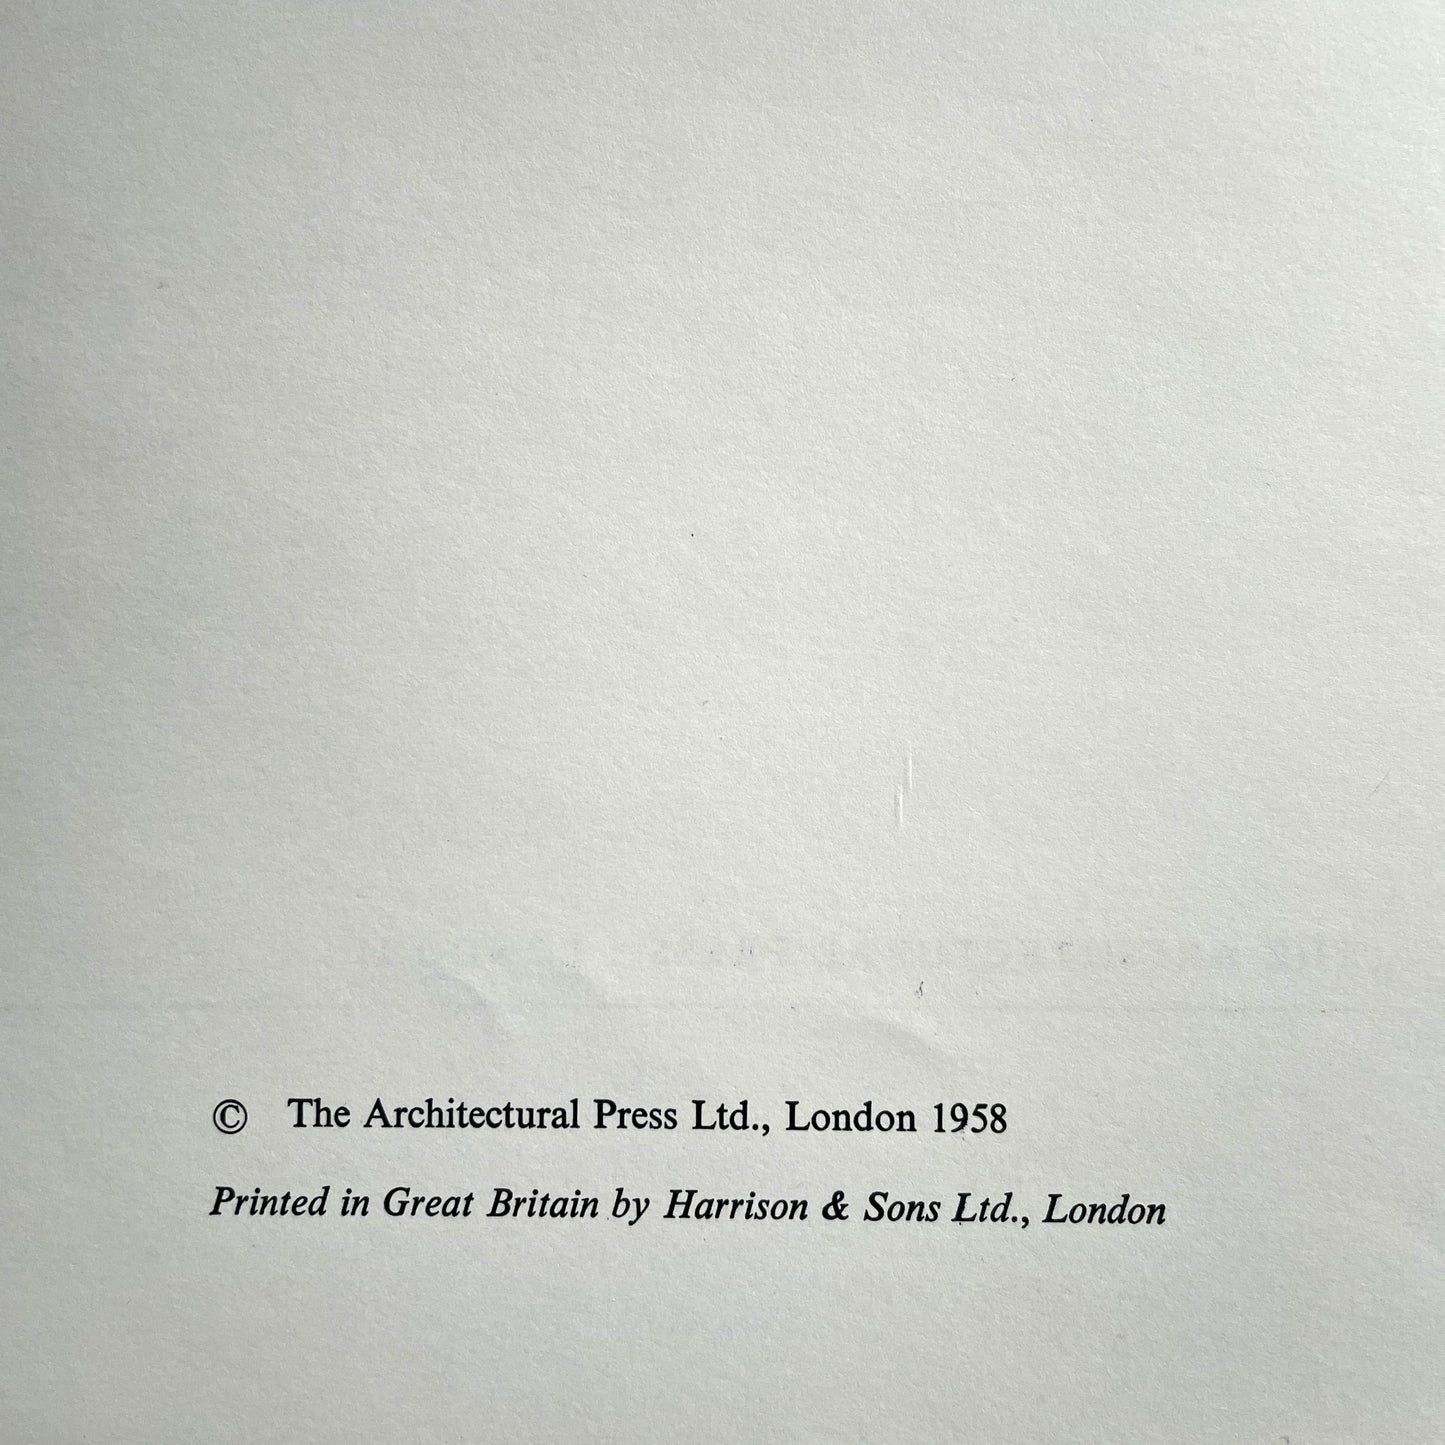 © The Architectural Press Ltd., London 1958
Printed in Great Britain by Harrison & Sons Ltd., London